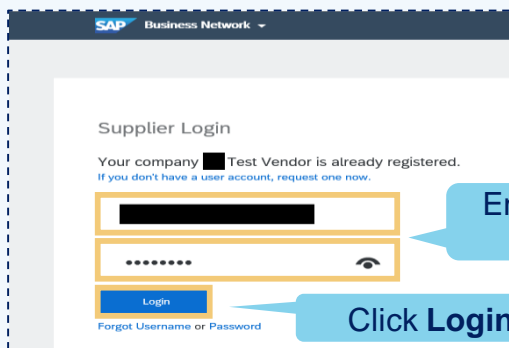 SAP Business Network
Supplier Login
Your company Test Vendor is already registered.
If you don't have a user account, request one now.
Login
Forgot Username or Password
Click Login